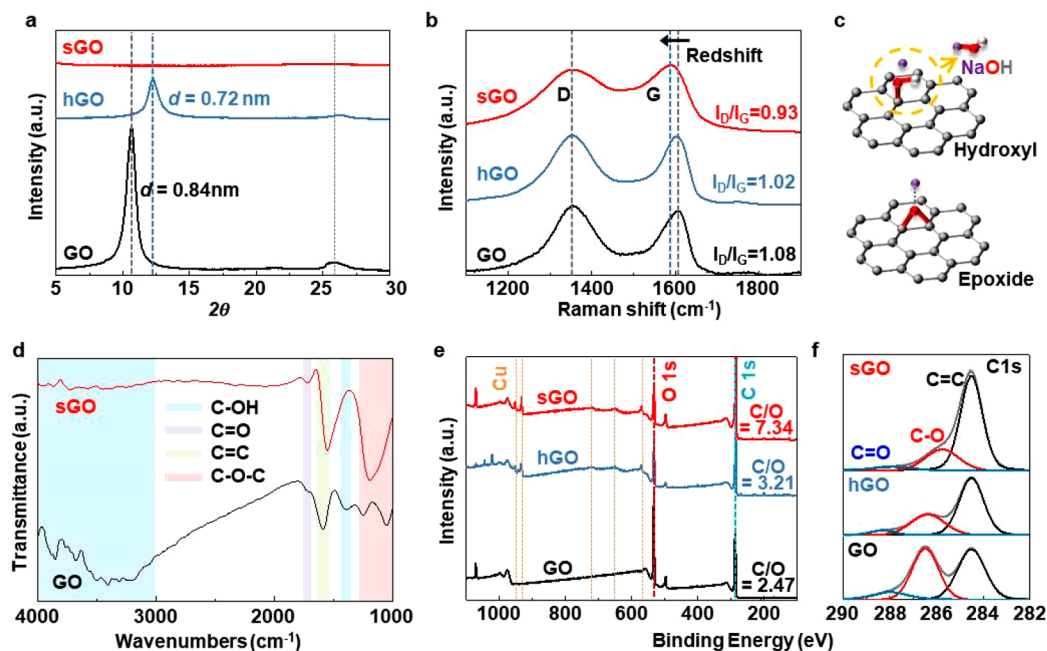 a
sGO
hGO
d = 0.72 nm
d = 0.84nm
GO
Intensity (a.u.)
5 10 15 20 25 30
2θ
b
Redshift
D
G
sGO
I_D/I_G=0.93
hGO
I_D/I_G=1.02
GO
I_D/I_G=1.08
Intensity (a.u.)
1200 1400 1600 1800
Raman shift (cm⁻¹)
c
NaOH
Hydroxyl
Epoxide
d
sGO
C-OH
C=O
C=C
C-O-C
GO
Transmittance (a.u.)
4000 3000 2000 1000
Wavenumbers (cm⁻¹)
e
Cu
O 1s
C 1s
sGO
C/O
= 7.34
hGO
C/O
= 3.21
GO
C/O
= 2.47
Intensity (a.u.)
1000 800 600 400 200
Binding Energy (eV)
f
sGO
C1s
C=C
C-O
C=O
hGO
GO
290 288 286 284 282